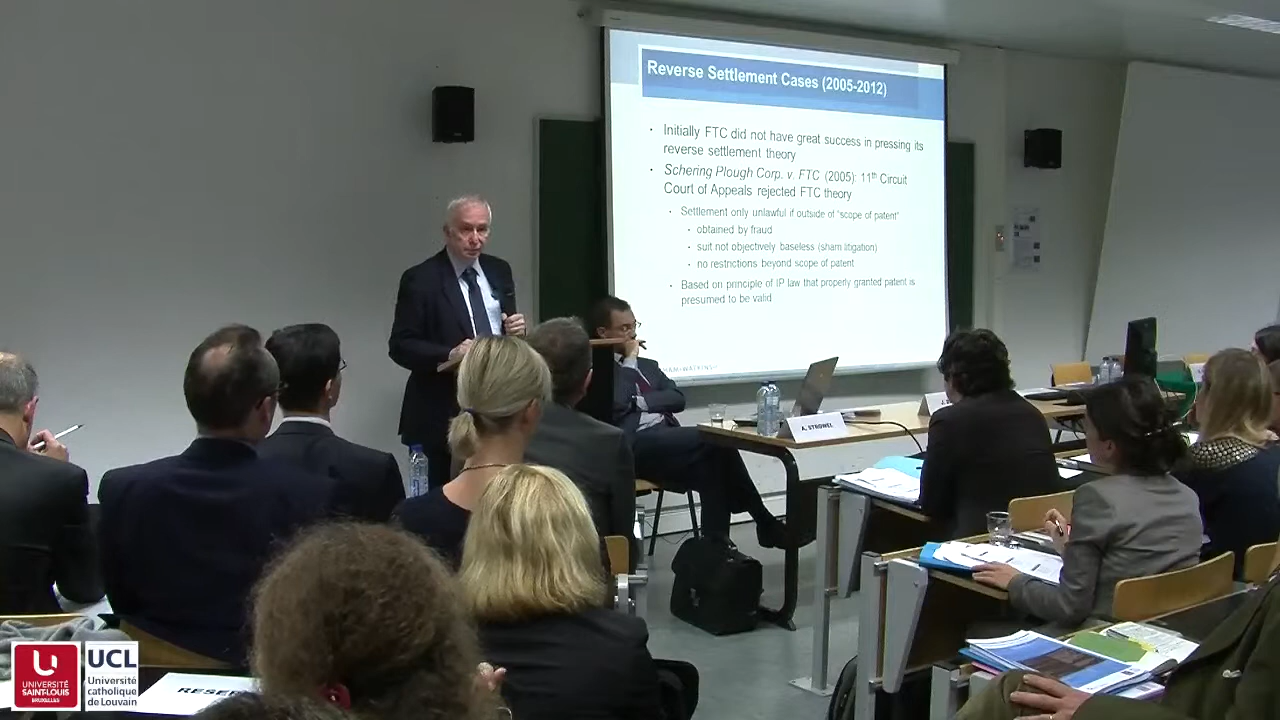 Reverse Settlement Cases (2005-2012)
· Initially FTC did not have great success in pressing its
reverse settlement theory
· Schering Plough Corp. v. FTC (2005): 11th Circuit
Court of Appeals rejected FTC theory
· Settlement only unlawful if outside of "scope of patent"
· obtained by fraud
· suit not objectively baseless (sham litigation)
· no restrictions beyond scope of patent
· Based on principle of IP law that properly granted patent is
presumed to be valid
A. STROWEL
UNIVERSITÉ
SAINT-LOUIS
BRUXELLES
UCL
Université
catholique
de Louvain